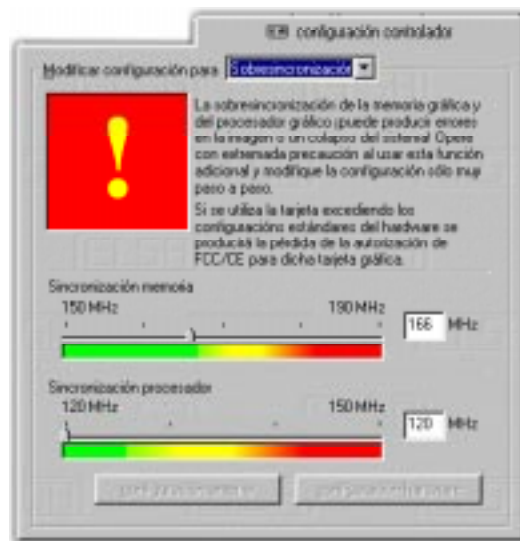 configuración controlador
Modificar configuración para Sobresincronización
La sobresincronización de la memoria gráfica y
del procesador gráfico ¡puede producir errores
en la imagen o un colapso del sistema! Opere
con extremada precaución al usar esta función
adicional y modifique la configuración sólo muy
paso a paso.
Si se utiliza la tarjeta excediendo los
configuracións estándares del hardware se
producirá la pérdida de la autorización de
FCC/CE para dicha tarjeta gráfica.
Sincronización memoria
150 MHz 190 MHz
166 MHz
Sincronización procesador
120 MHz 150 MHz
120 MHz